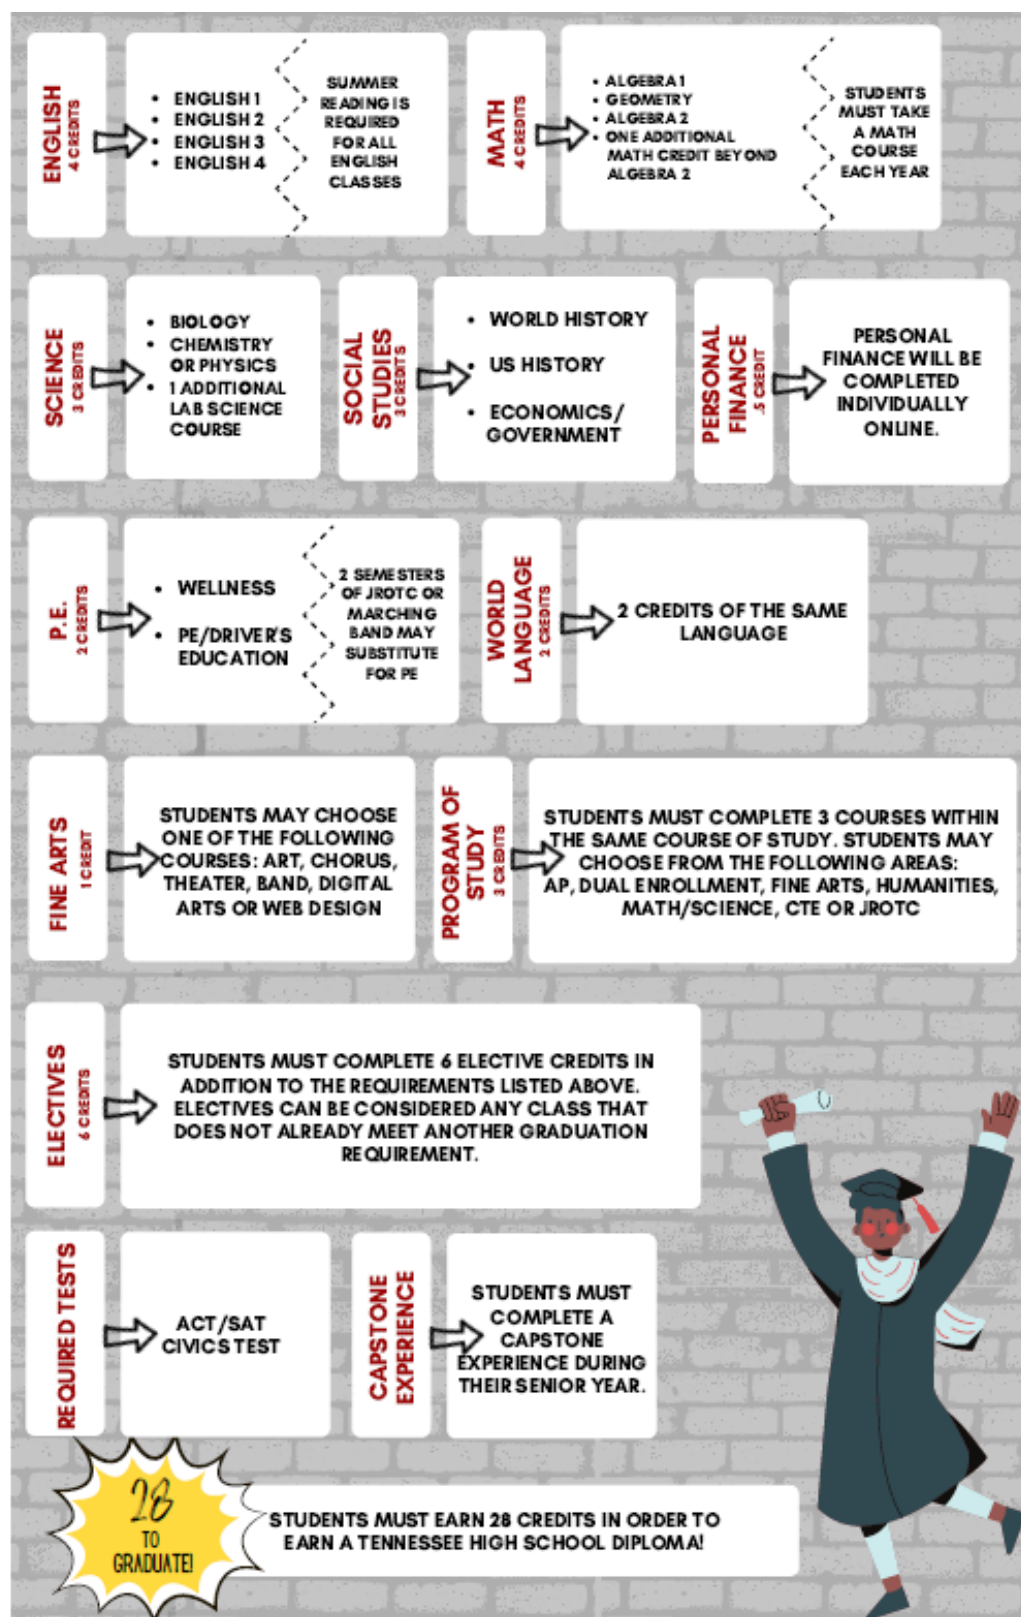 ENGLISH
4 CREDITS
• ENGLISH 1
• ENGLISH 2
• ENGLISH 3
• ENGLISH 4
SUMMER
READING IS
REQUIRED
FOR ALL
ENGLISH
CLASSES
MATH
4 CREDITS
• ALGEBRA 1
• GEOMETRY
• ALGEBRA 2
• ONE ADDITIONAL
MATH CREDIT BEYOND
ALGEBRA 2
STUDENTS
MUST TAKE
A MATH
COURSE
EACH YEAR
SCIENCE
3 CREDITS
• BIOLOGY
• CHEMISTRY
OR PHYSICS
• 1 ADDITIONAL
LAB SCIENCE
COURSE
SOCIAL
STUDIES
3 CREDITS
• WORLD HISTORY
• US HISTORY
• ECONOMICS/
GOVERNMENT
PERSONAL
FINANCE
.5 CREDIT
PERSONAL
FINANCE WILL BE
COMPLETED
INDIVIDUALLY
ONLINE.
P.E.
2 CREDITS
• WELLNESS
• PE/DRIVER'S
EDUCATION
2 SEMESTERS
OF JROTC OR
MARCHING
BAND MAY
SUBSTITUTE
FOR PE
WORLD
LANGUAGE
2 CREDITS
2 CREDITS OF THE SAME
LANGUAGE
FINE ARTS
1 CREDIT
STUDENTS MAY CHOOSE
ONE OF THE FOLLOWING
COURSES: ART, CHORUS,
THEATER, BAND, DIGITAL
ARTS OR WEB DESIGN
PROGRAM OF
STUDY
3 CREDITS
STUDENTS MUST COMPLETE 3 COURSES WITHIN
THE SAME COURSE OF STUDY. STUDENTS MAY
CHOOSE FROM THE FOLLOWING AREAS:
AP, DUAL ENROLLMENT, FINE ARTS, HUMANITIES,
MATH/SCIENCE, CTE OR JROTC
ELECTIVES
6 CREDITS
STUDENTS MUST COMPLETE 6 ELECTIVE CREDITS IN
ADDITION TO THE REQUIREMENTS LISTED ABOVE.
ELECTIVES CAN BE CONSIDERED ANY CLASS THAT
DOES NOT ALREADY MEET ANOTHER GRADUATION
REQUIREMENT.
REQUIRED TESTS
ACT/SAT
CIVICS TEST
CAPSTONE
EXPERIENCE
STUDENTS MUST
COMPLETE A
CAPSTONE
EXPERIENCE DURING
THEIR SENIOR YEAR.
28
TO
GRADUATE!
STUDENTS MUST EARN 28 CREDITS IN ORDER TO
EARN A TENNESSEE HIGH SCHOOL DIPLOMA!